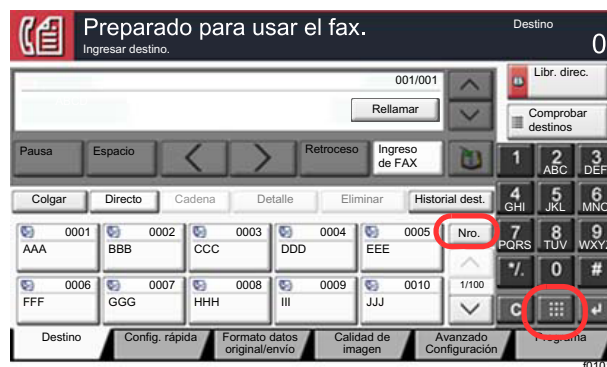 Preparado para usar el fax.
Ingresar destino.
Destino
0
001/001
Rellamar
Libr. direc.
Comprobar destinos
Pausa
Espacio
Retroceso
Ingreso de FAX
1
2 ABC
3 DEF
Colgar
Directo
Cadena
Detalle
Eliminar
Historial dest.
4 GHI
5 JKL
6 MNO
0001 AAA
0002 BBB
0003 CCC
0004 DDD
0005 EEE
Nro.
7 PQRS
8 TUV
9 WXYZ
0006 FFF
0007 GGG
0008 HHH
0009 III
0010 JJJ
1/100
*/.
0
#
C
Destino
Config. rápida
Formato datos original/envío
Calidad de imagen
Avanzado Configuración
Programa
f010